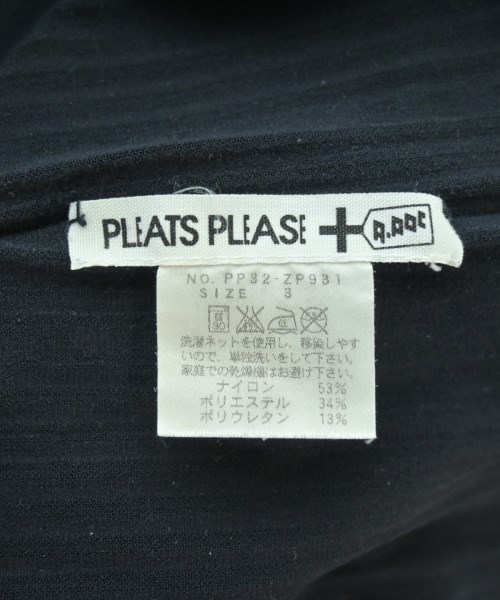 PLEATS PLEASE + A-POC
NO. PP32-ZP931
SIZE 3
洗濯ネットを使用し、移染しやす
いので、単独洗いをして下さい。
家庭での乾燥機はお避け下さい。
ナイロン 53%
ポリエステル 34%
ポリウレタン 13%